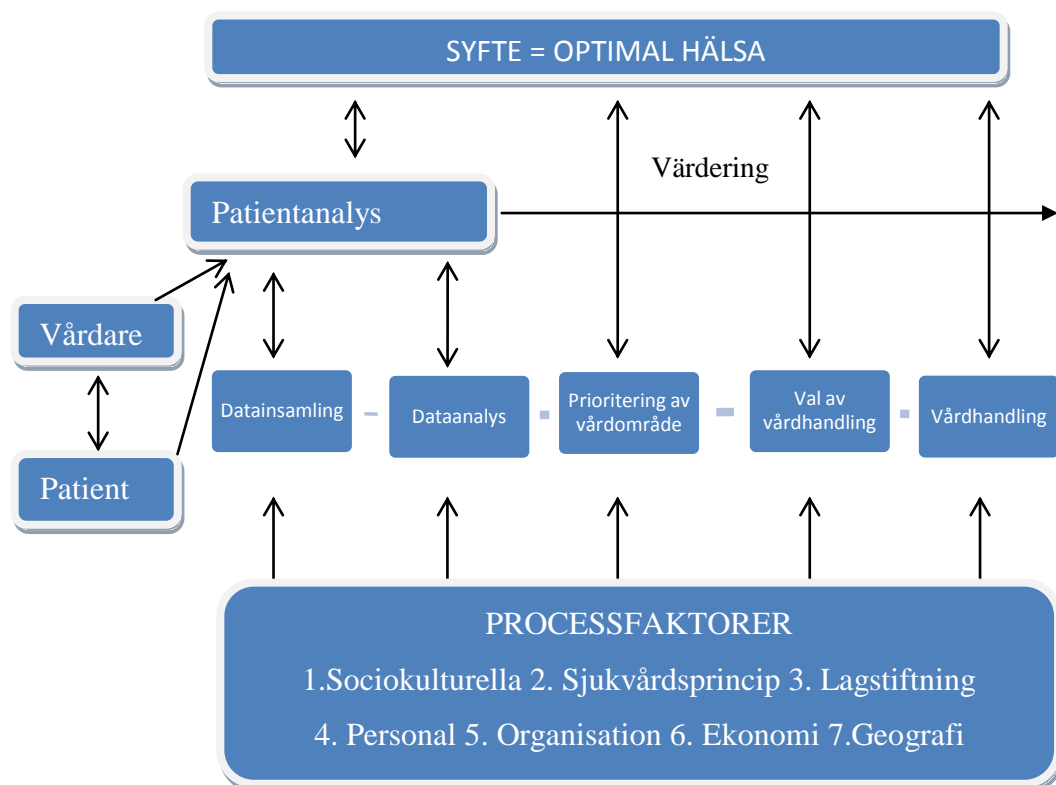 SYFTE = OPTIMAL HÄLSA
Värdering
Patientanalys
Vårdare
Patient
Datainsamling
Dataanalys
Prioritering av
vårdområde
Val av
vårdhandling
Vårdhandling
PROCESSFAKTORER
1.Sociokulturella 2. Sjukvårdsprincip 3. Lagstiftning
4. Personal 5. Organisation 6. Ekonomi 7.Geografi